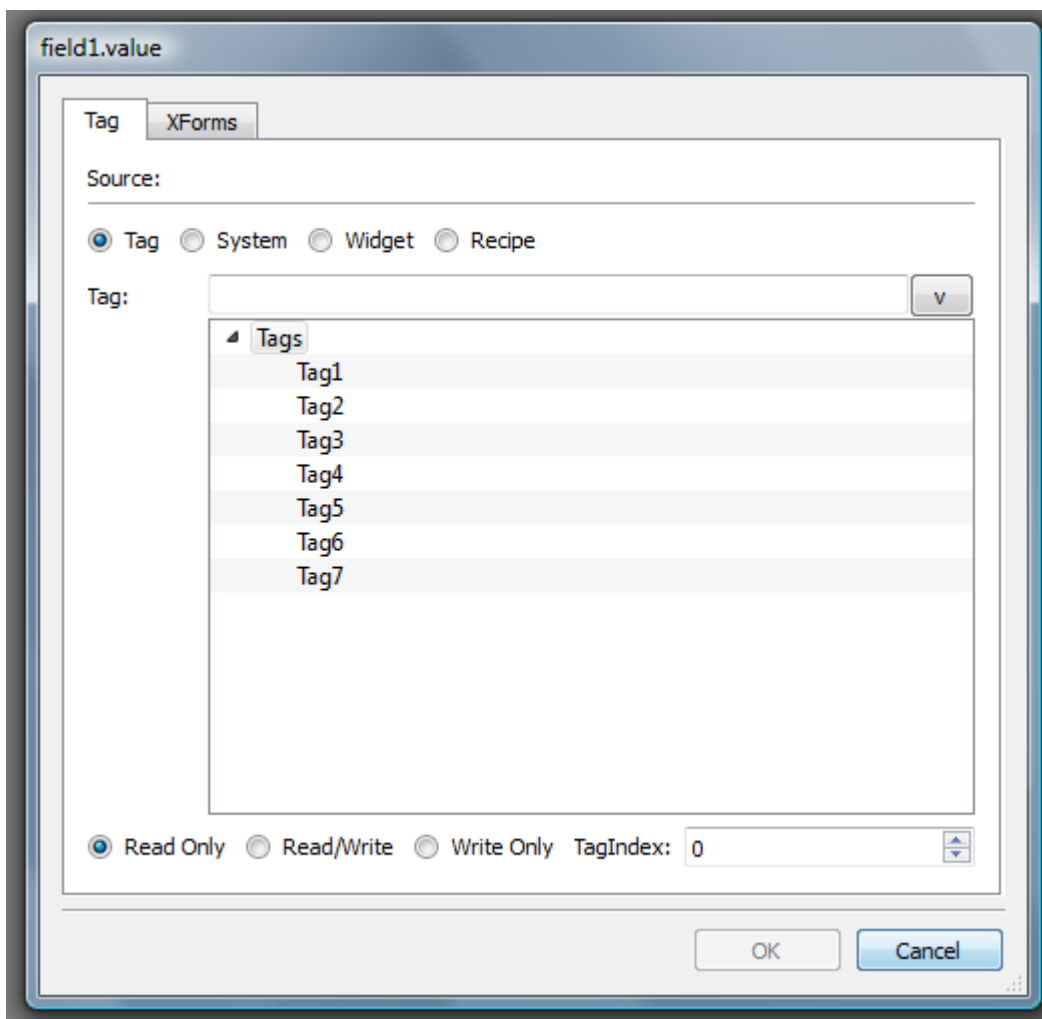 field1.value
Tag XForms
Source:
Tag System Widget Recipe
Tag: v
Tags
Tag1
Tag2
Tag3
Tag4
Tag5
Tag6
Tag7
Read Only Read/Write Write Only TagIndex: 0
OK Cancel